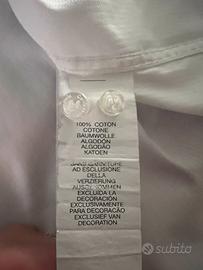 100% COTON
COTONE
BAUMWOLLE
ALGODÓN
ALGODÃO
KATOEN
SANS GARNITURE
AD ESCLUSIONE
DELLA
VERZIERUNG
AUSGENOMMEN
EXCLUIDA LA
DECORACIÓN
EXCLUSIVAMENTE
PARA DECORAÇÃO
EXCLUSIEF VAN
DECORATION
subito